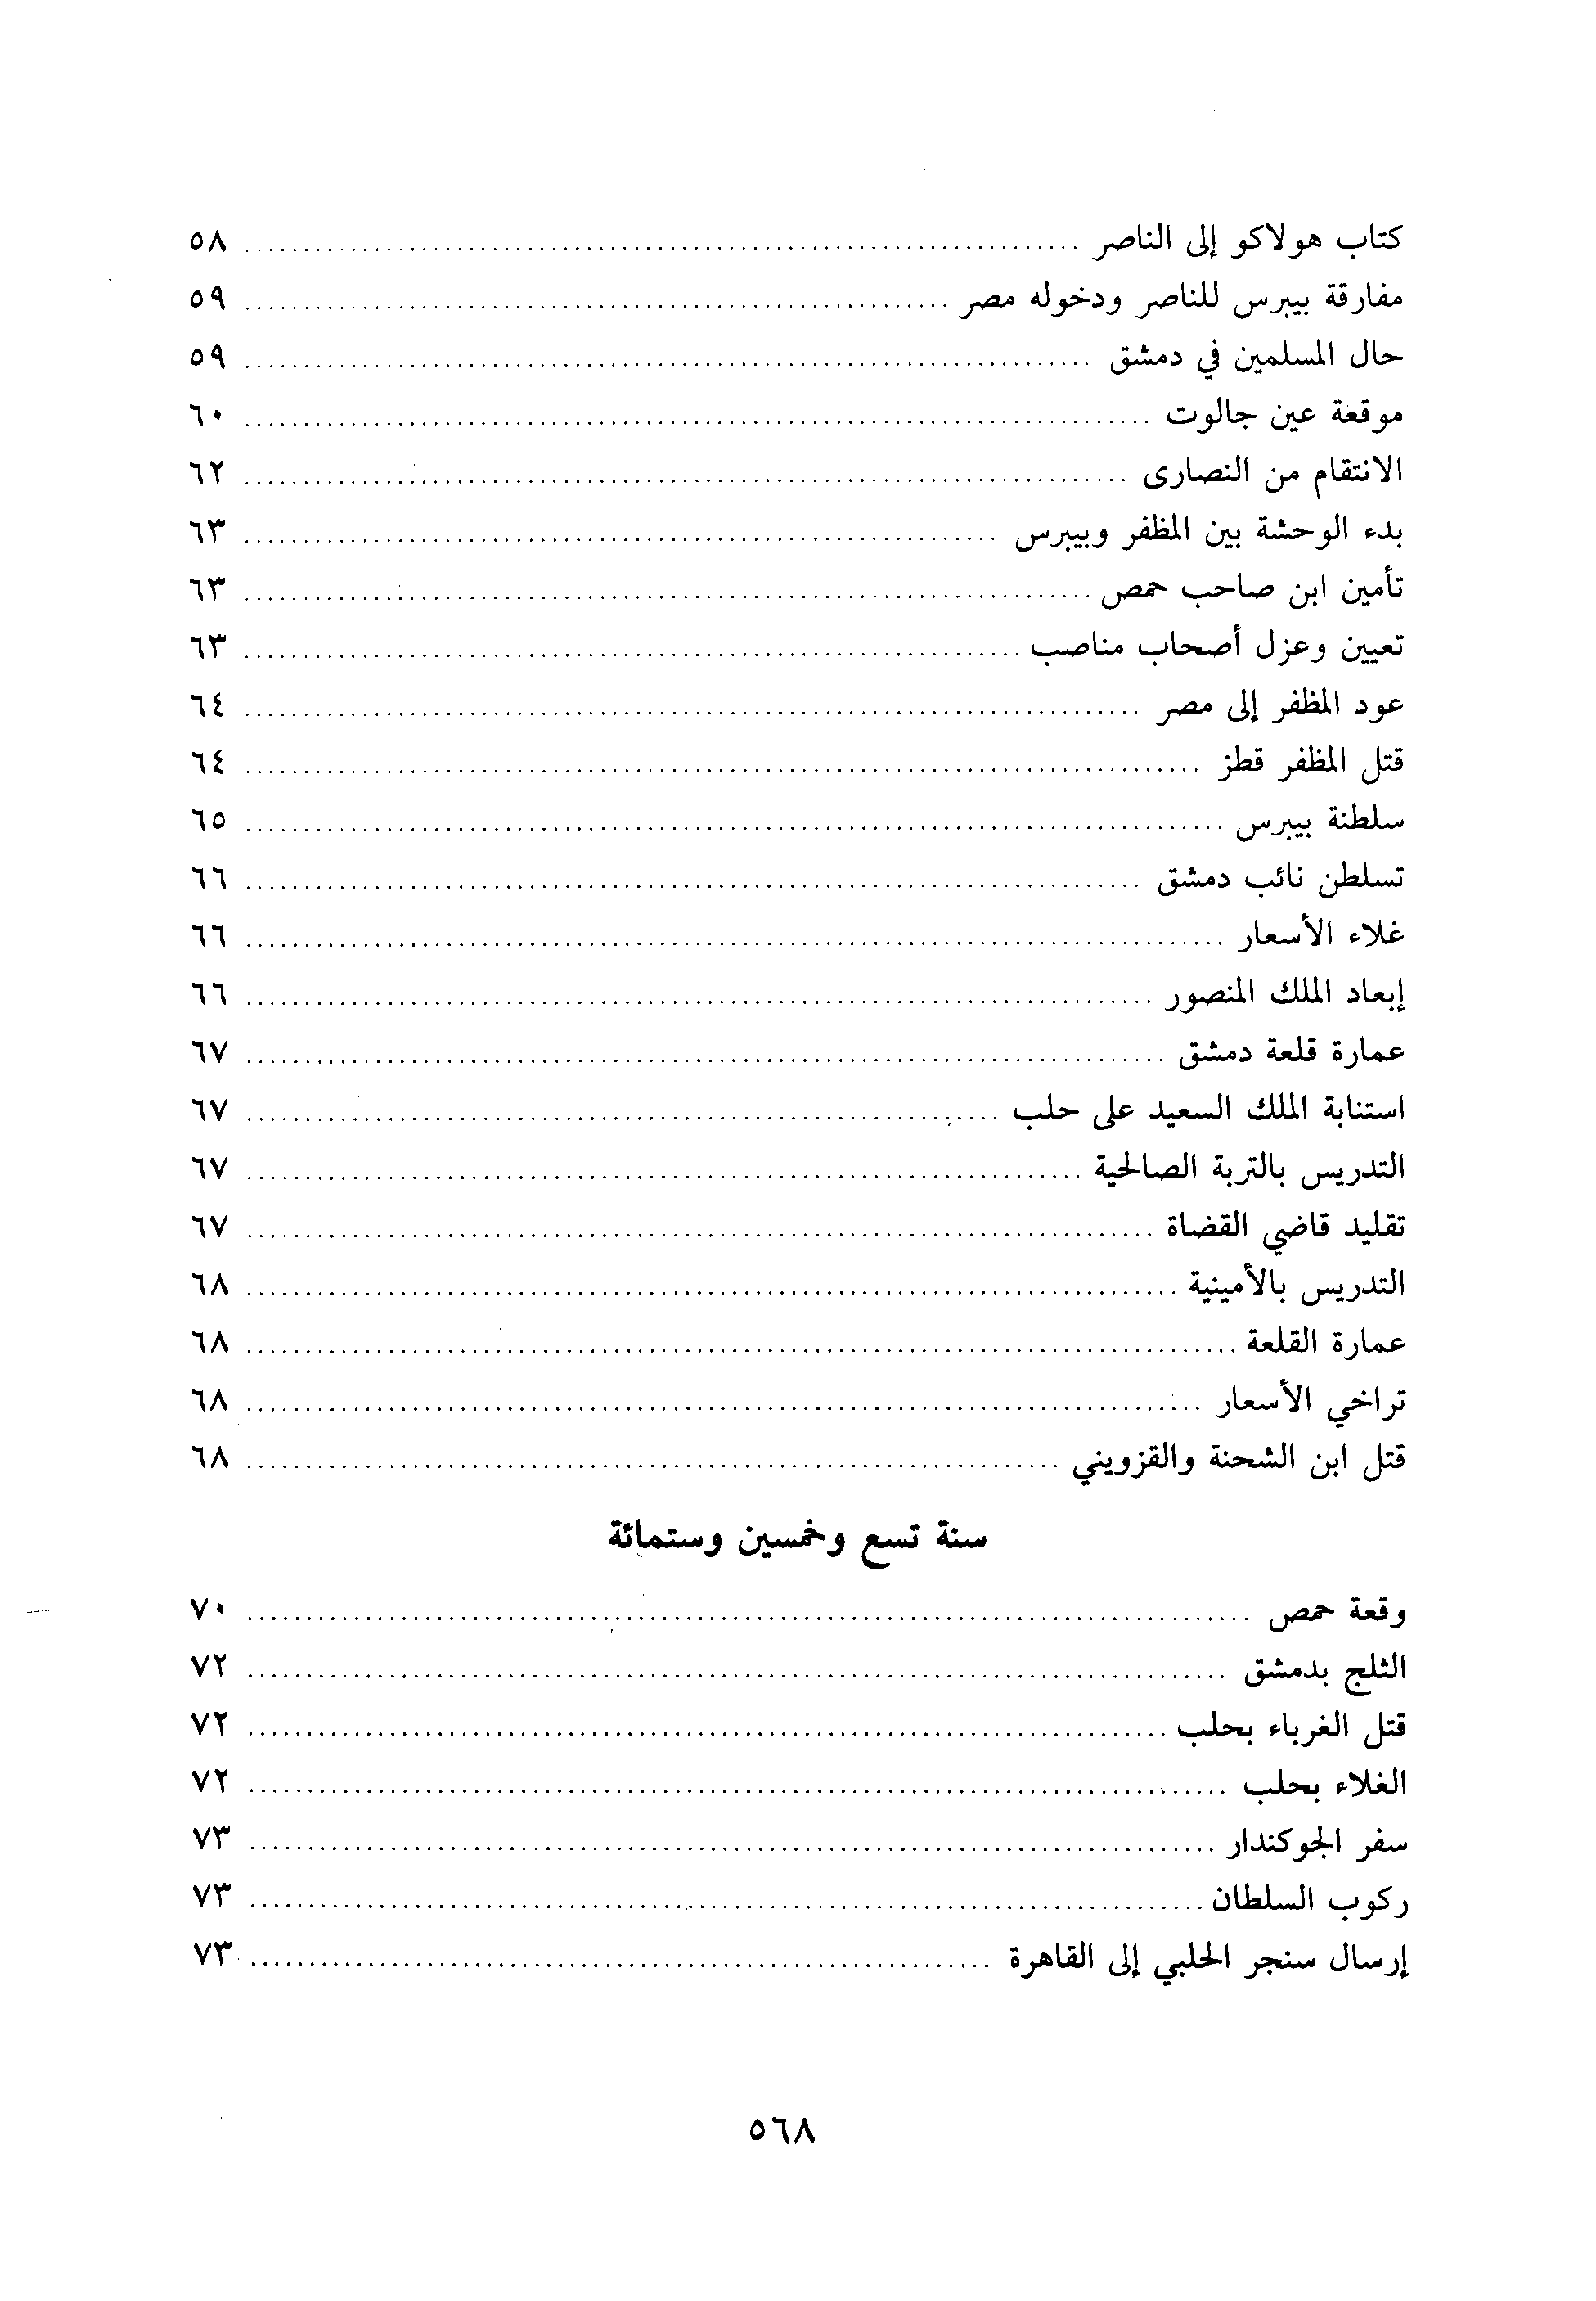 كتاب هولاكو إلى الناصر ........ ٥٨
مفارقة بيبرس للناصر ودخوله مصر ........ ٥٩
حال المسلمين في دمشق ........ ٥٩
موقعة عين جالوت ........ ٦٠
الانتقام من النصارى ........ ٦٢
بدء الوحشة بين المظفر وبيبرس ........ ٦٣
تأمين ابن صاحب حمص ........ ٦٣
تعيين وعزل أصحاب مناصب ........ ٦٣
عود المظفر إلى مصر ........ ٦٤
قتل المظفر قطز ........ ٦٤
سلطنة بيبرس ........ ٦٥
تسلطن نائب دمشق ........ ٦٦
غلاء الأسعار ........ ٦٦
إبعاد الملك المنصور ........ ٦٦
عمارة قلعة دمشق ........ ٦٧
استنابة الملك السعيد على حلب ........ ٦٧
التدريس بالتربة الصالحية ........ ٦٧
تقليد قاضي القضاة ........ ٦٧
التدريس بالأمينية ........ ٦٨
عمارة القلعة ........ ٦٨
تراخي الأسعار ........ ٦٨
قتل ابن الشحنة والقزويني ........ ٦٨
سنة تسع وخمسين وستمائة
وقعة حمص ........ ٧٠
الثلج بدمشق ........ ٧٢
قتل الغرباء بحلب ........ ٧٢
الغلاء بحلب ........ ٧٢
سفر الجوكندار ........ ٧٣
ركوب السلطان ........ ٧٣
إرسال سنجر الحلبي إلى القاهرة ........ ٧٣
٥٦٨